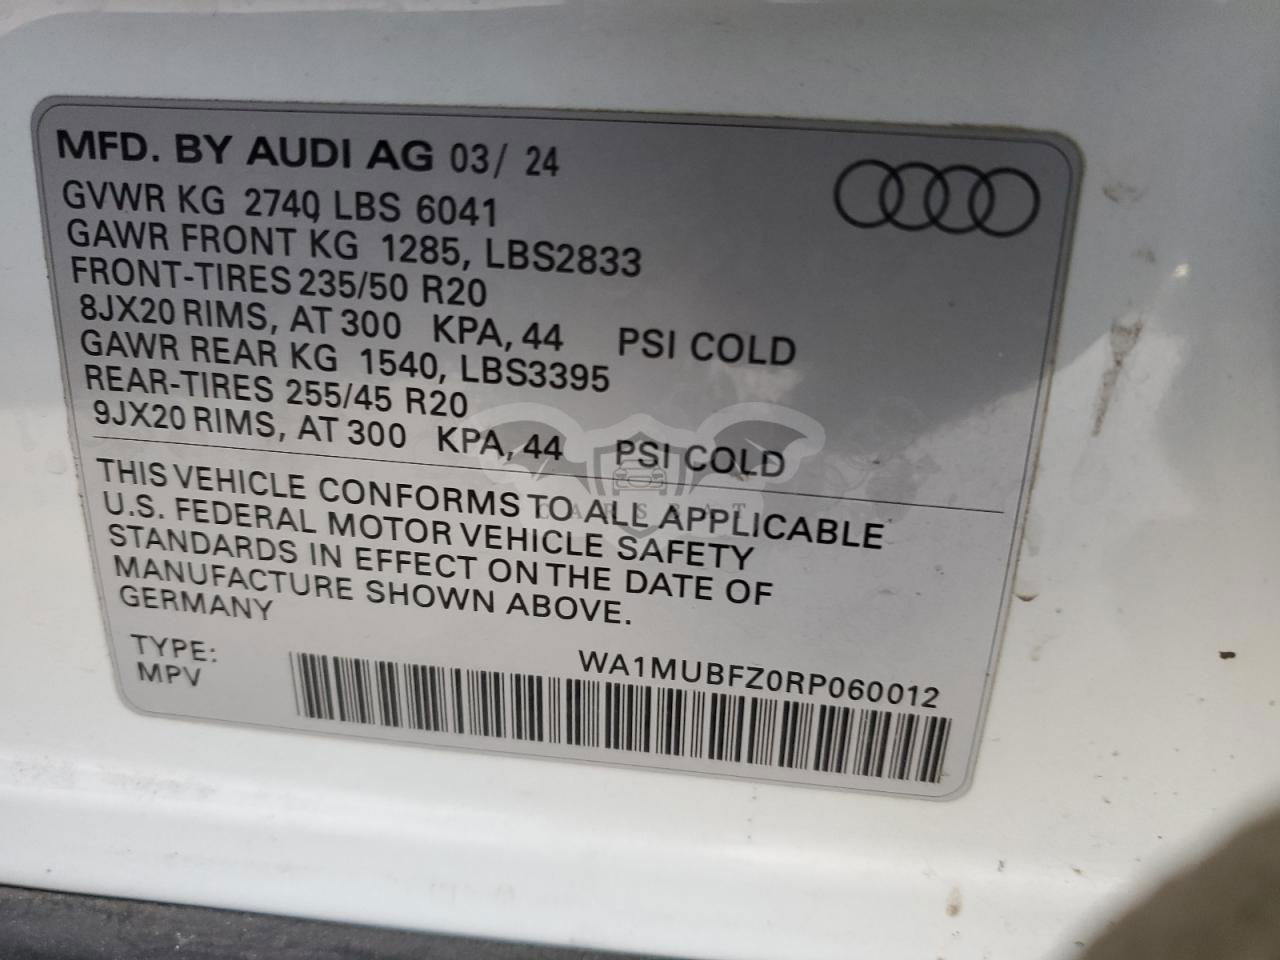 MFD. BY AUDI AG 03/ 24
GVWR KG 2740 LBS 6041
GAWR FRONT KG 1285, LBS2833
FRONT-TIRES 235/50 R20
8JX20 RIMS, AT 300 KPA, 44 PSI COLD
GAWR REAR KG 1540, LBS3395
REAR-TIRES 255/45 R20
9JX20 RIMS, AT 300 KPA, 44 PSI COLD
THIS VEHICLE CONFORMS TO ALL APPLICABLE
U.S. FEDERAL MOTOR VEHICLE SAFETY
STANDARDS IN EFFECT ON THE DATE OF
MANUFACTURE SHOWN ABOVE.
GERMANY
TYPE:
MPV
WA1MUBFZ0RP060012